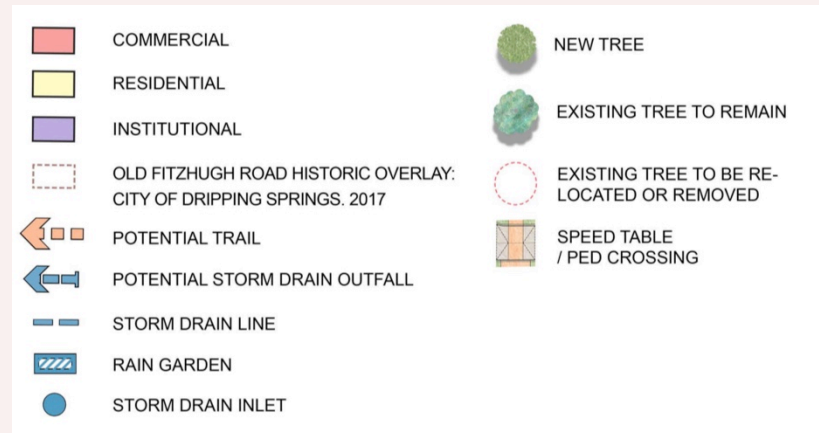 COMMERCIAL
RESIDENTIAL
INSTITUTIONAL
OLD FITZHUGH ROAD HISTORIC OVERLAY:
CITY OF DRIPPING SPRINGS. 2017
POTENTIAL TRAIL
POTENTIAL STORM DRAIN OUTFALL
STORM DRAIN LINE
RAIN GARDEN
STORM DRAIN INLET
NEW TREE
EXISTING TREE TO REMAIN
EXISTING TREE TO BE RE-
LOCATED OR REMOVED
SPEED TABLE
/ PED CROSSING